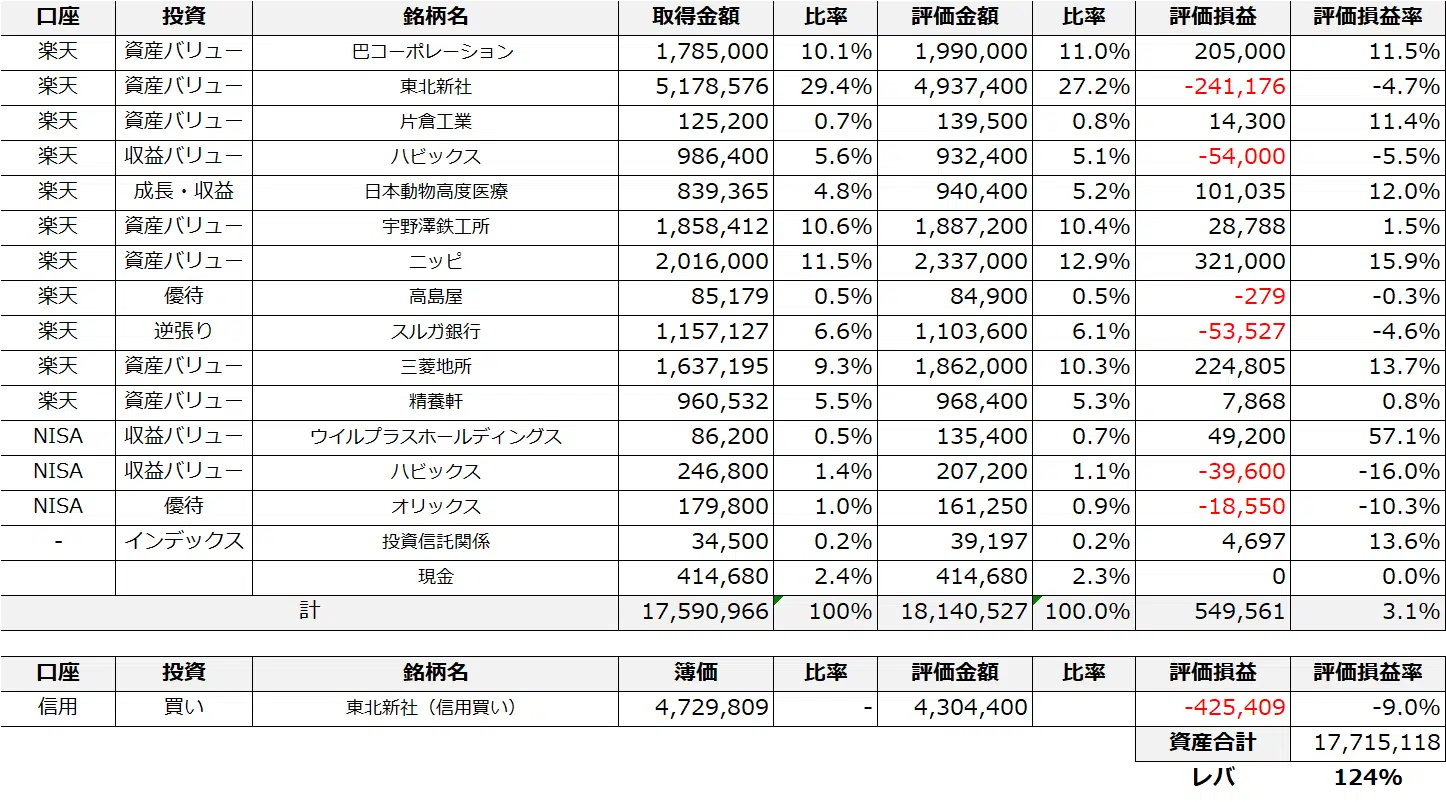 口座 投資 銘柄名 取得金額 比率 評価金額 比率 評価損益 評価損益率
楽天 資産バリュー 巴コーポレーション 1,785,000 10.1% 1,990,000 11.0% 205,000 11.5%
楽天 資産バリュー 東北新社 5,178,576 29.4% 4,937,400 27.2% -241,176 -4.7%
楽天 資産バリュー 片倉工業 125,200 0.7% 139,500 0.8% 14,300 11.4%
楽天 収益バリュー ハビックス 986,400 5.6% 932,400 5.1% -54,000 -5.5%
楽天 成長・収益 日本動物高度医療 839,365 4.8% 940,400 5.2% 101,035 12.0%
楽天 資産バリュー 宇野澤鉄工所 1,858,412 10.6% 1,887,200 10.4% 28,788 1.5%
楽天 資産バリュー ニッピ 2,016,000 11.5% 2,337,000 12.9% 321,000 15.9%
楽天 優待 高島屋 85,179 0.5% 84,900 0.5% -279 -0.3%
楽天 逆張り スルガ銀行 1,157,127 6.6% 1,103,600 6.1% -53,527 -4.6%
楽天 資産バリュー 三菱地所 1,637,195 9.3% 1,862,000 10.3% 224,805 13.7%
楽天 資産バリュー 精養軒 960,532 5.5% 968,400 5.3% 7,868 0.8%
NISA 収益バリュー ウイルプラスホールディングス 86,200 0.5% 135,400 0.7% 49,200 57.1%
NISA 収益バリュー ハビックス 246,800 1.4% 207,200 1.1% -39,600 -16.0%
NISA 優待 オリックス 179,800 1.0% 161,250 0.9% -18,550 -10.3%
- インデックス 投資信託関係 34,500 0.2% 39,197 0.2% 4,697 13.6%
現金 414,680 2.4% 414,680 2.3% 0 0.0%
計 17,590,966 100% 18,140,527 100.0% 549,561 3.1%
口座 投資 銘柄名 簿価 比率 評価金額 比率 評価損益 評価損益率
信用 買い 東北新社（信用買い） 4,729,809 - 4,304,400 -425,409 -9.0%
資産合計 17,715,118
レバ 124%